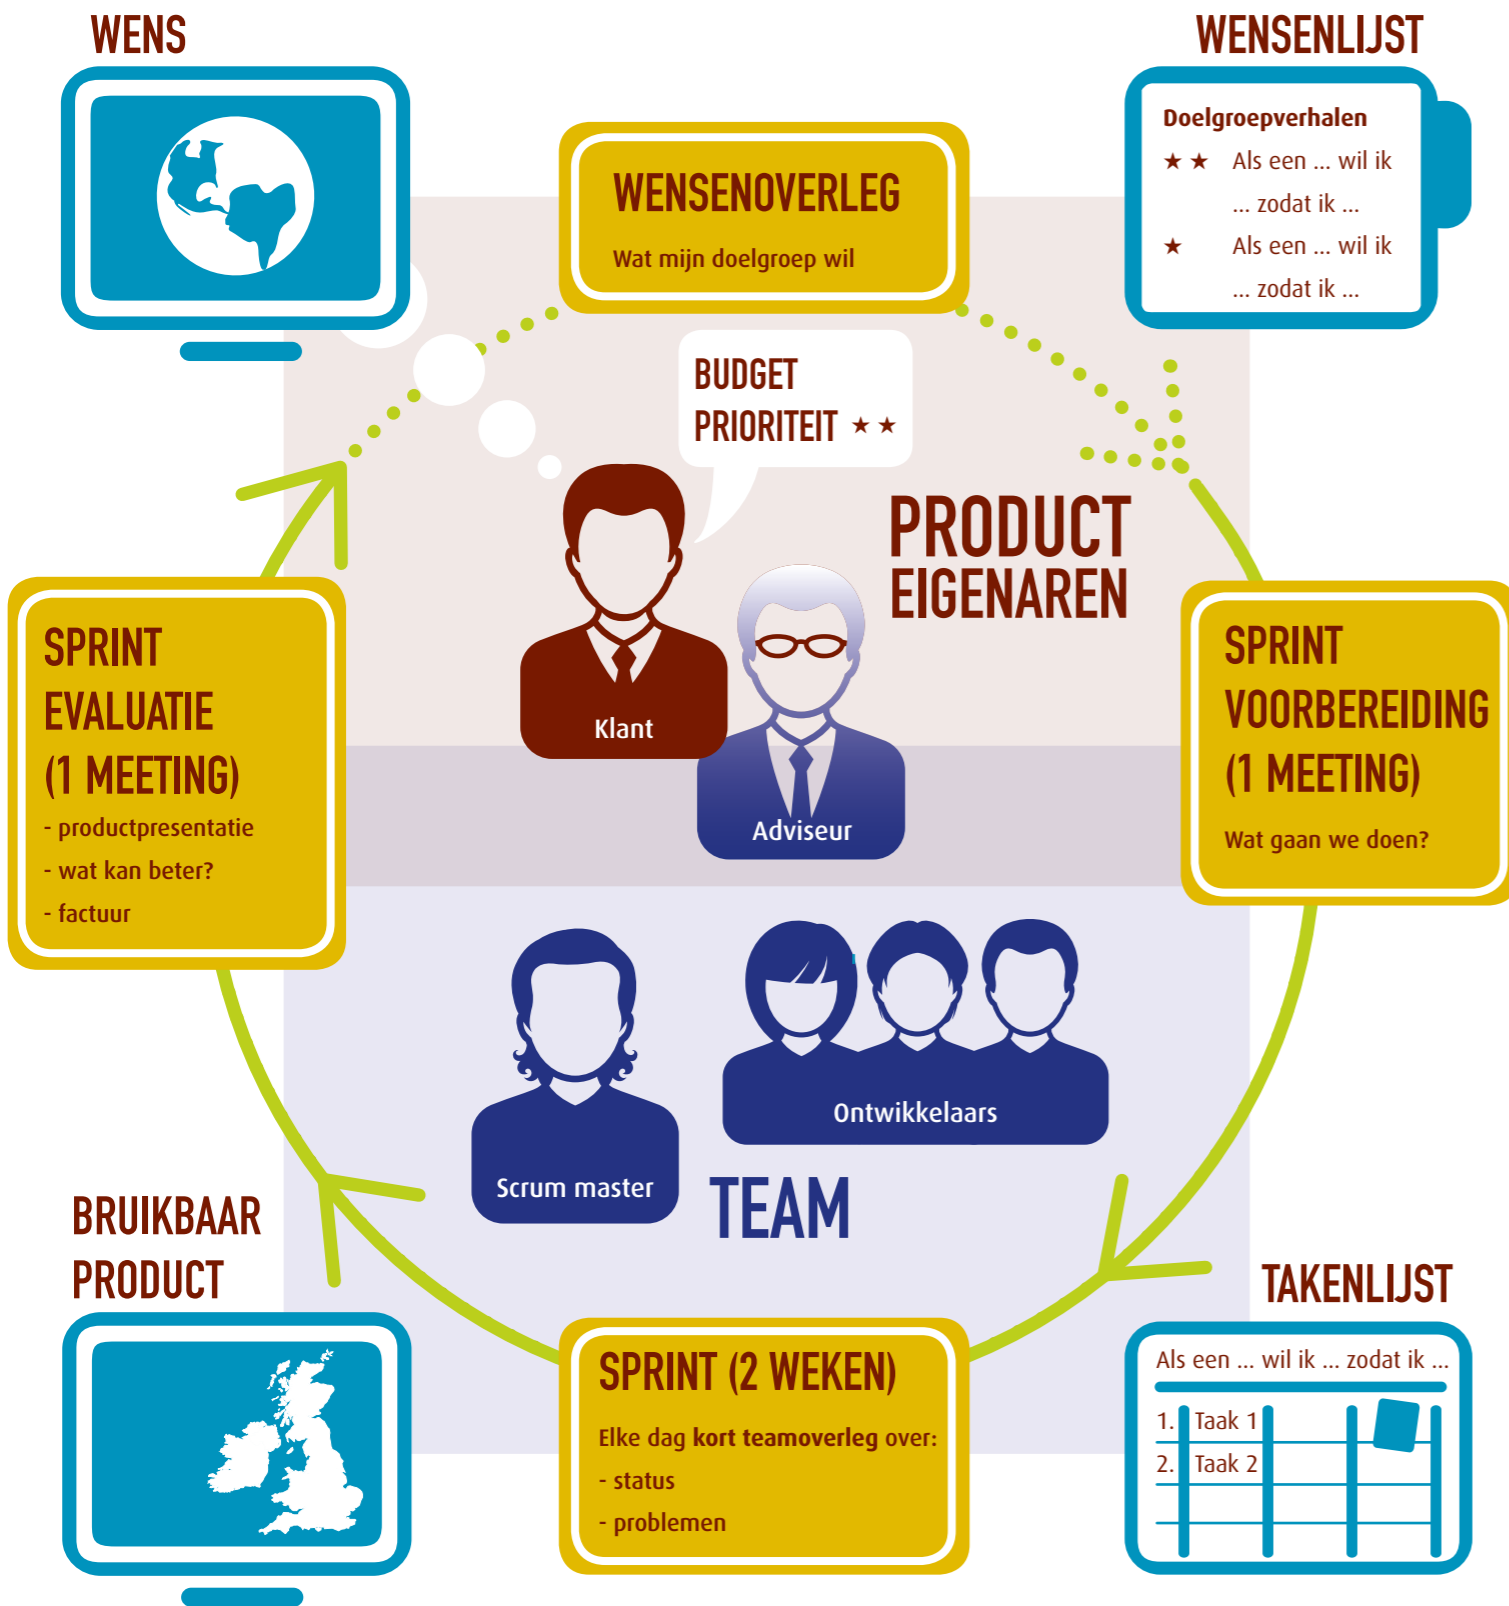 WENS
WENSENLIJST
Doelgroepverhalen
★ ★ Als een ... wil ik
... zodat ik ...
★ Als een ... wil ik
... zodat ik ...
WENSENOVERLEG
Wat mijn doelgroep wil
BUDGET
PRIORITEIT ★ ★
PRODUCT
EIGENAREN
Klant
Adviseur
SPRINT
EVALUATIE
(1 MEETING)
- productpresentatie
- wat kan beter?
- factuur
SPRINT
VOORBEREIDING
(1 MEETING)
Wat gaan we doen?
Ontwikkelaars
Scrum master
TEAM
BRUIKBAAR
PRODUCT
SPRINT (2 WEKEN)
Elke dag kort teamoverleg over:
- status
- problemen
TAKENLIJST
Als een ... wil ik ... zodat ik ...
1. Taak 1
2. Taak 2